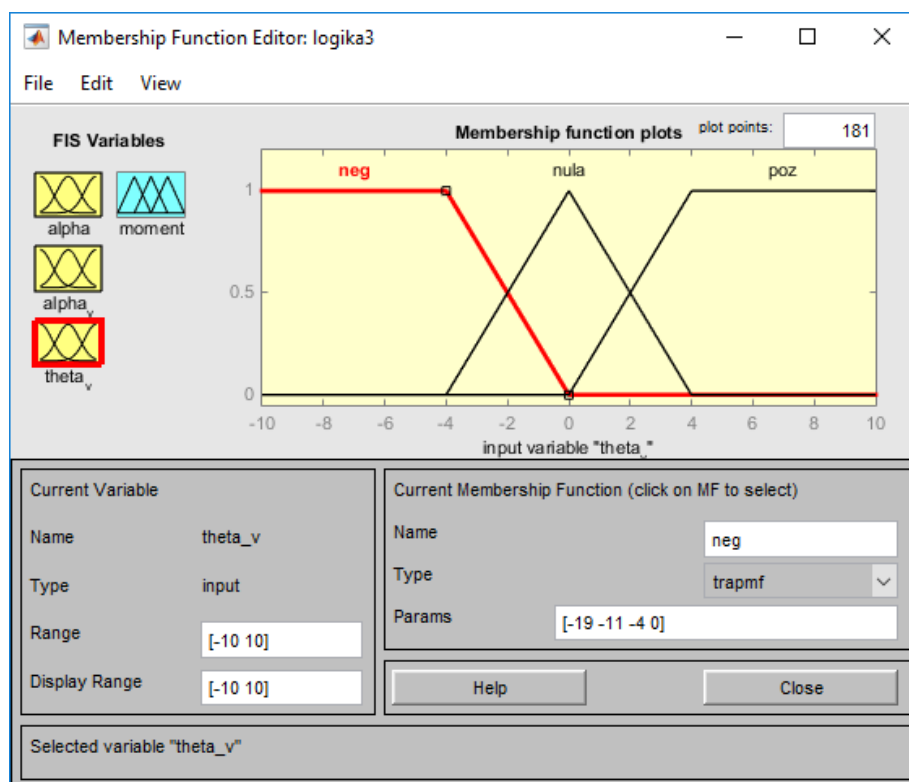 Membership Function Editor: logika3
File Edit View
FIS Variables
Membership function plots
plot points:
181
alpha
moment
alpha_v
theta_v
neg
nula
poz
1
0.5
0
-10 -8 -6 -4 -2 0 2 4 6 8 10
input variable "theta_v"
Current Variable
Name theta_v
Type input
Range [-10 10]
Display Range [-10 10]
Current Membership Function (click on MF to select)
Name neg
Type trapmf
Params [-19 -11 -4 0]
Help
Close
Selected variable "theta_v"